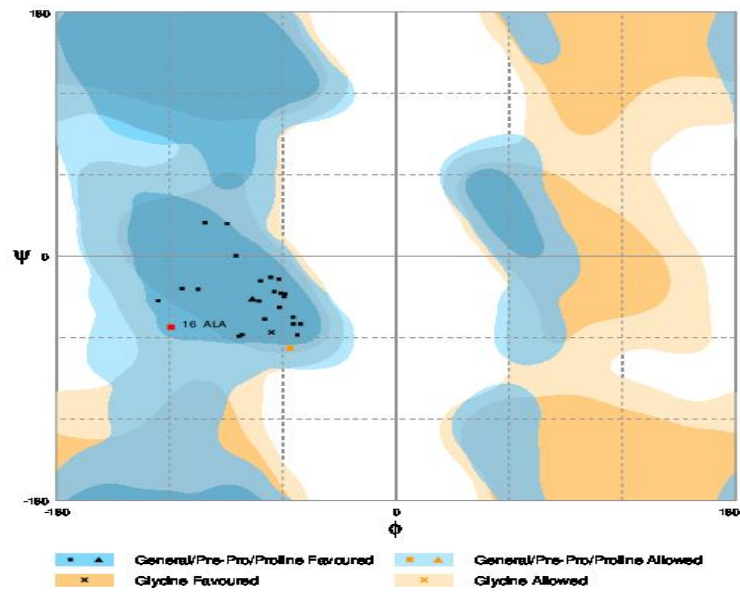 180
Ψ
0
16 ALA
-180
-180
0
180
Φ
General/Pre-Pro/Proline Favoured
General/Pre-Pro/Proline Allowed
Glycine Favoured
Glycine Allowed